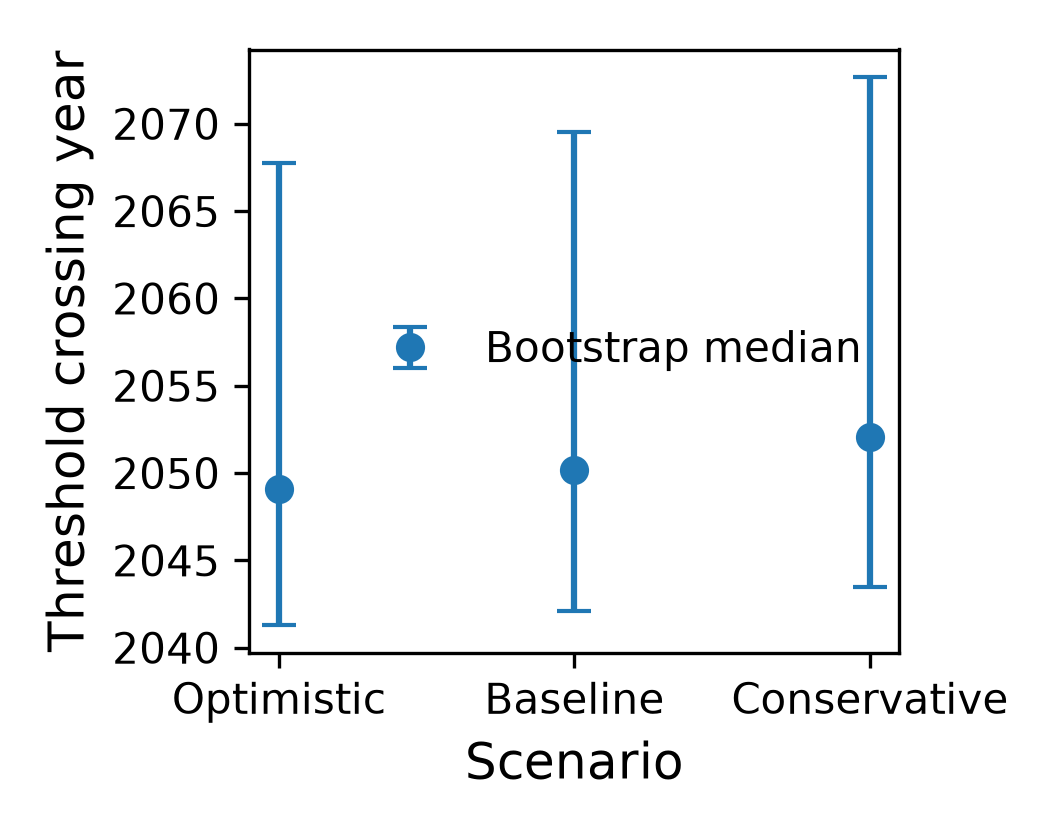 Threshold crossing year
2070
2065
2060
2055
2050
2045
2040
Bootstrap median
Optimistic
Baseline
Conservative
Scenario